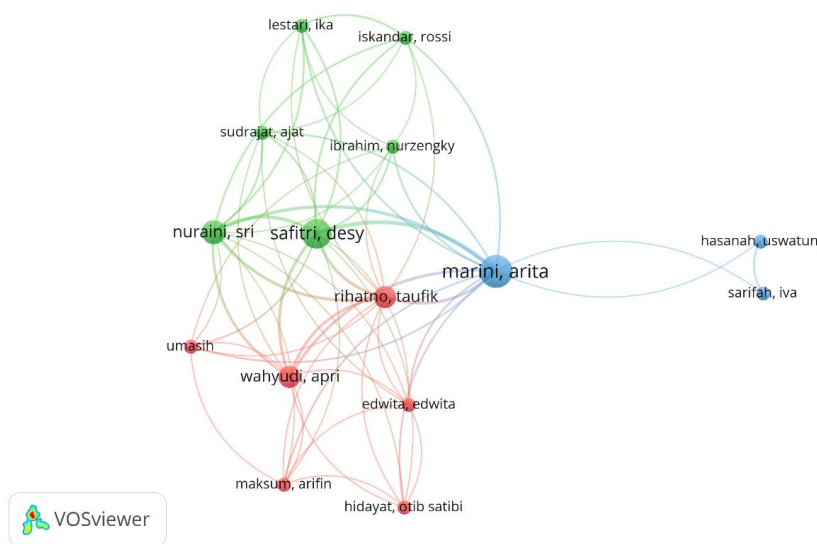 lestari, ika
iskandar, rossi
sudrajat, ajat
ibrahim, nurzengky
nuraini, sri
safitri, desy
hasanah, uswatun
marini, arita
sarifah, iva
rihatno, taufik
umasih
wahyudi, apri
edwita, edwita
maksum, arifin
hidayat, otib satibi
VOSviewer